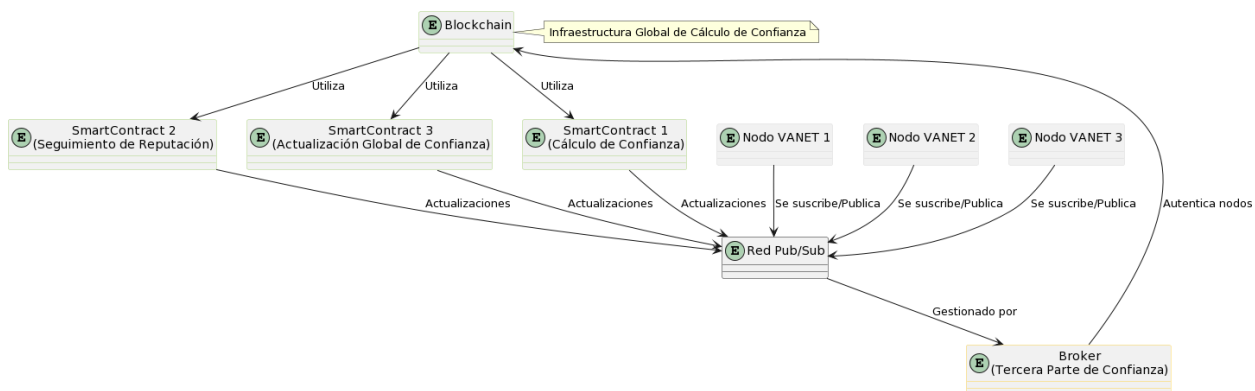 E Blockchain
Infraestructura Global de Cálculo de Confianza
Utiliza
Utiliza
Utiliza
E SmartContract 2
(Seguimiento de Reputación)
E SmartContract 3
(Actualización Global de Confianza)
E SmartContract 1
(Cálculo de Confianza)
E Nodo VANET 1
E Nodo VANET 2
E Nodo VANET 3
Actualizaciones
Actualizaciones
Actualizaciones
Se suscribe/Publica
Se suscribe/Publica
Se suscribe/Publica
Autentica nodos
E Red Pub/Sub
Gestionado por
E Broker
(Tercera Parte de Confianza)